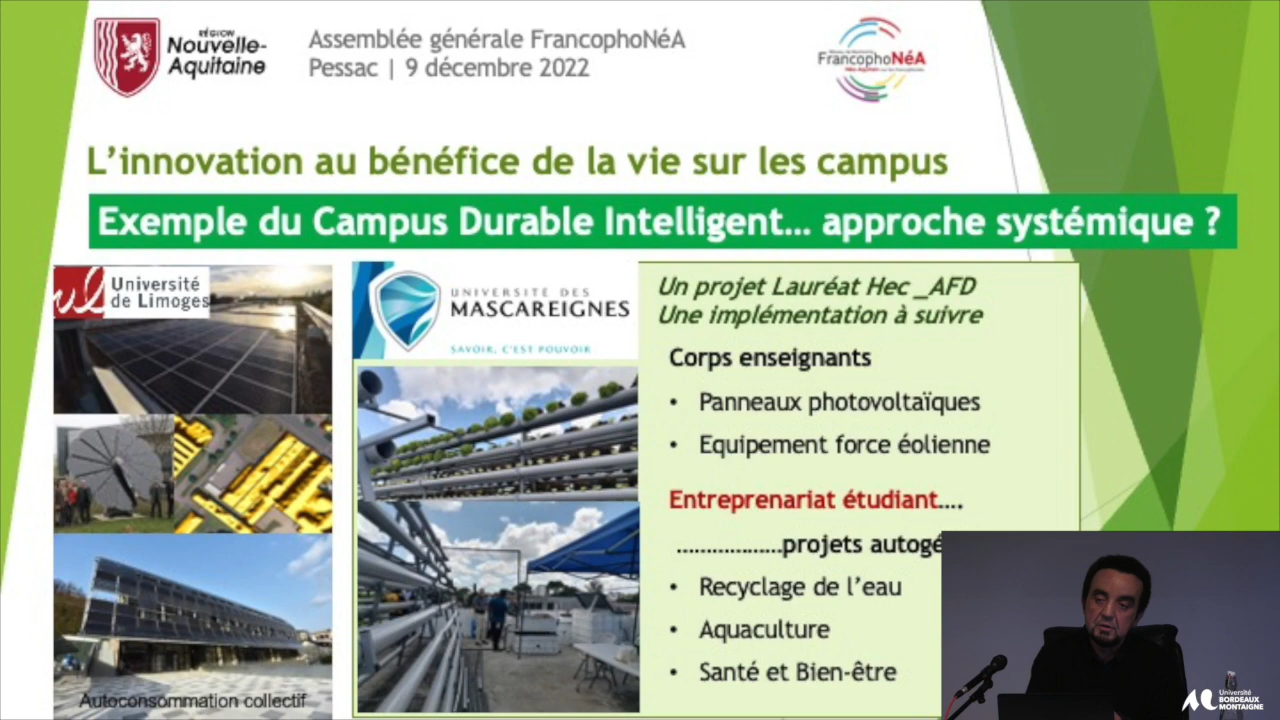 RÉGION
Nouvelle-
Aquitaine
Assemblée générale FrancophoNéA
Pessac | 9 décembre 2022
FrancophoNéA
L'innovation au bénéfice de la vie sur les campus
Exemple du Campus Durable Intelligent... approche systémique ?
Université
de Limoges
UNIVERSITÉ DES
MASCAREIGNES
SAVOIR, C'EST POUVOIR
Autoconsommation collectif
Un projet Lauréat Hec _AFD
Une implémentation à suivre
Corps enseignants
• Panneaux photovoltaïques
• Equipement force éolienne
Entreprenariat étudiant....
..................projets autogé
• Recyclage de l'eau
• Aquaculture
• Santé et Bien-être
Université
BORDEAUX
MONTAIGNE